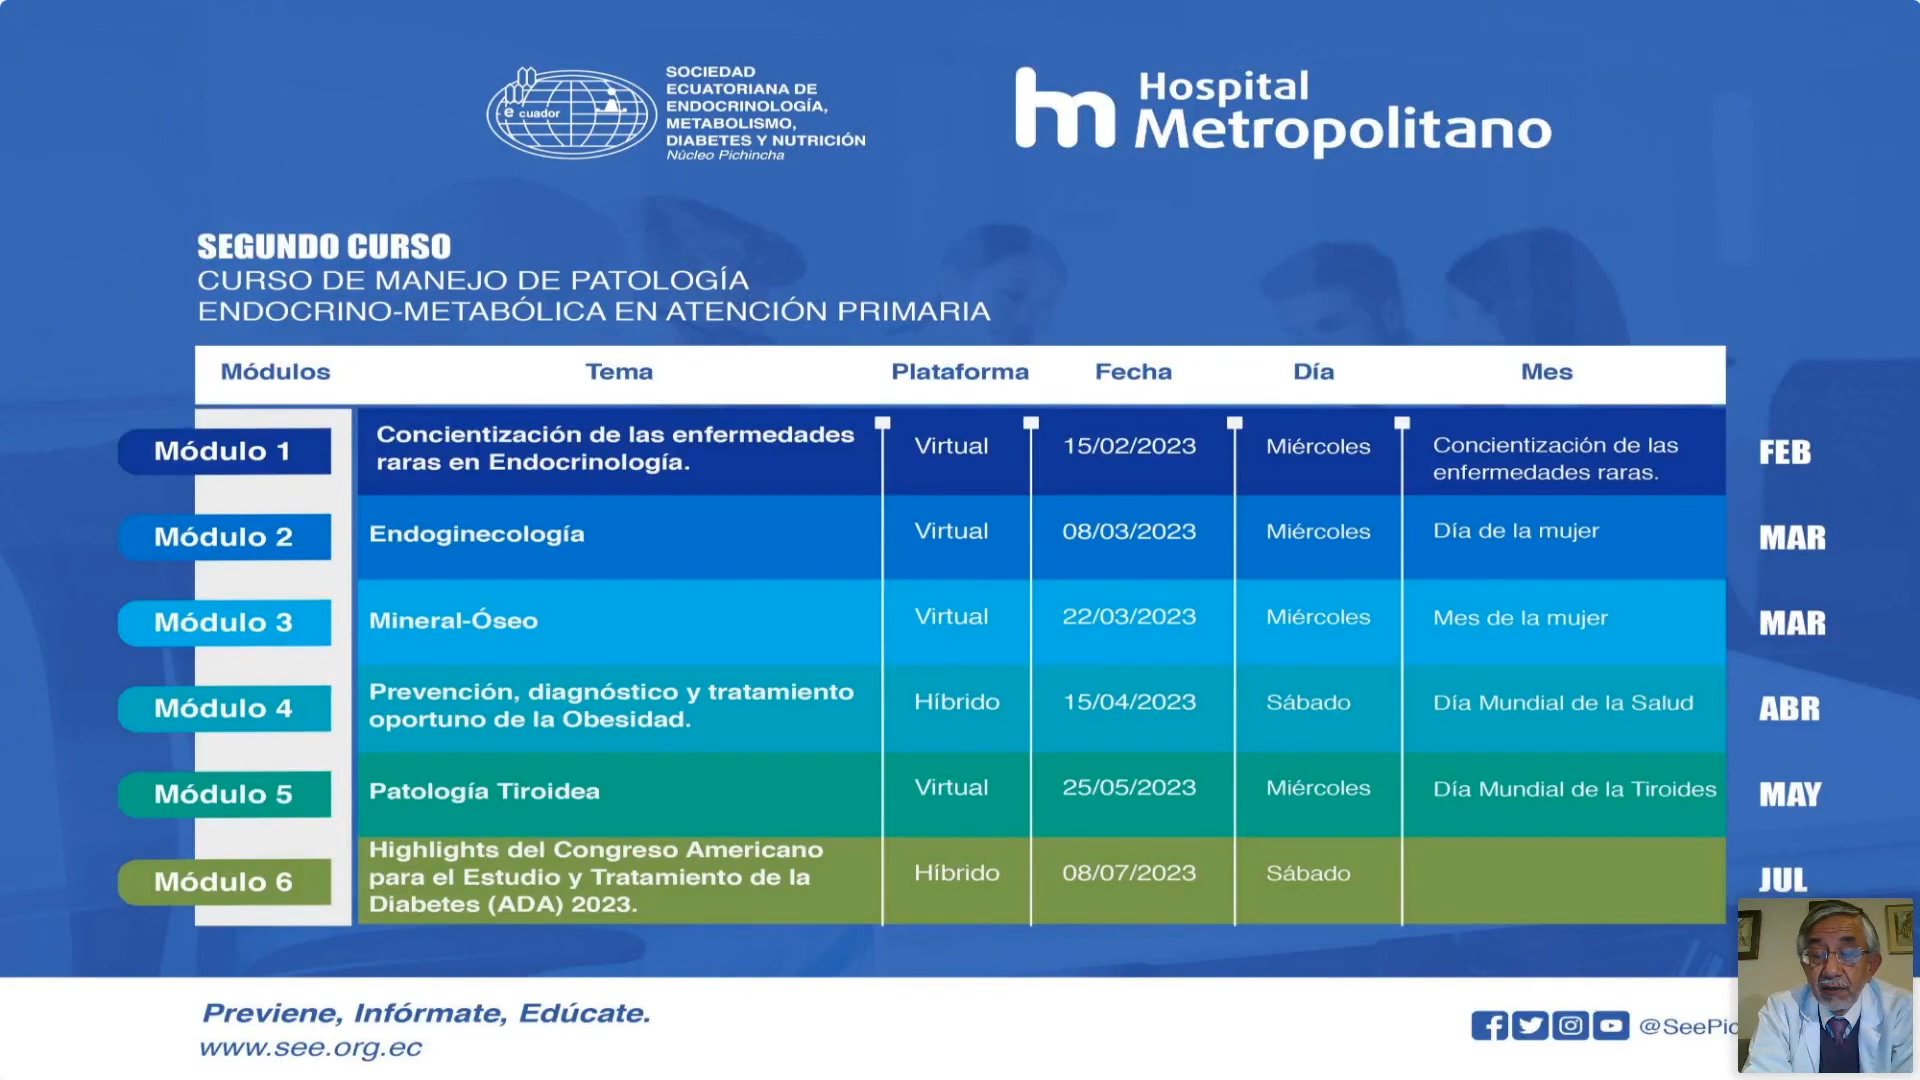 e cuador
SOCIEDAD
ECUATORIANA DE
ENDOCRINOLOGÍA,
METABOLISMO,
DIABETES Y NUTRICIÓN
Núcleo Pichincha
hm Hospital
Metropolitano
SEGUNDO CURSO
CURSO DE MANEJO DE PATOLOGÍA
ENDOCRINO-METABÓLICA EN ATENCIÓN PRIMARIA
Módulos Tema Plataforma Fecha Día Mes
Módulo 1
Concientización de las enfermedades
raras en Endocrinología.
Virtual
15/02/2023
Miércoles
Concientización de las
enfermedades raras.
FEB
Módulo 2
Endoginecología
Virtual
08/03/2023
Miércoles
Día de la mujer
MAR
Módulo 3
Mineral-Óseo
Virtual
22/03/2023
Miércoles
Mes de la mujer
MAR
Módulo 4
Prevención, diagnóstico y tratamiento
oportuno de la Obesidad.
Híbrido
15/04/2023
Sábado
Día Mundial de la Salud
ABR
Módulo 5
Patología Tiroidea
Virtual
25/05/2023
Miércoles
Día Mundial de la Tiroides
MAY
Módulo 6
Highlights del Congreso Americano
para el Estudio y Tratamiento de la
Diabetes (ADA) 2023.
Híbrido
08/07/2023
Sábado
JUL
Previene, Infórmate, Edúcate.
www.see.org.ec
@SeePic